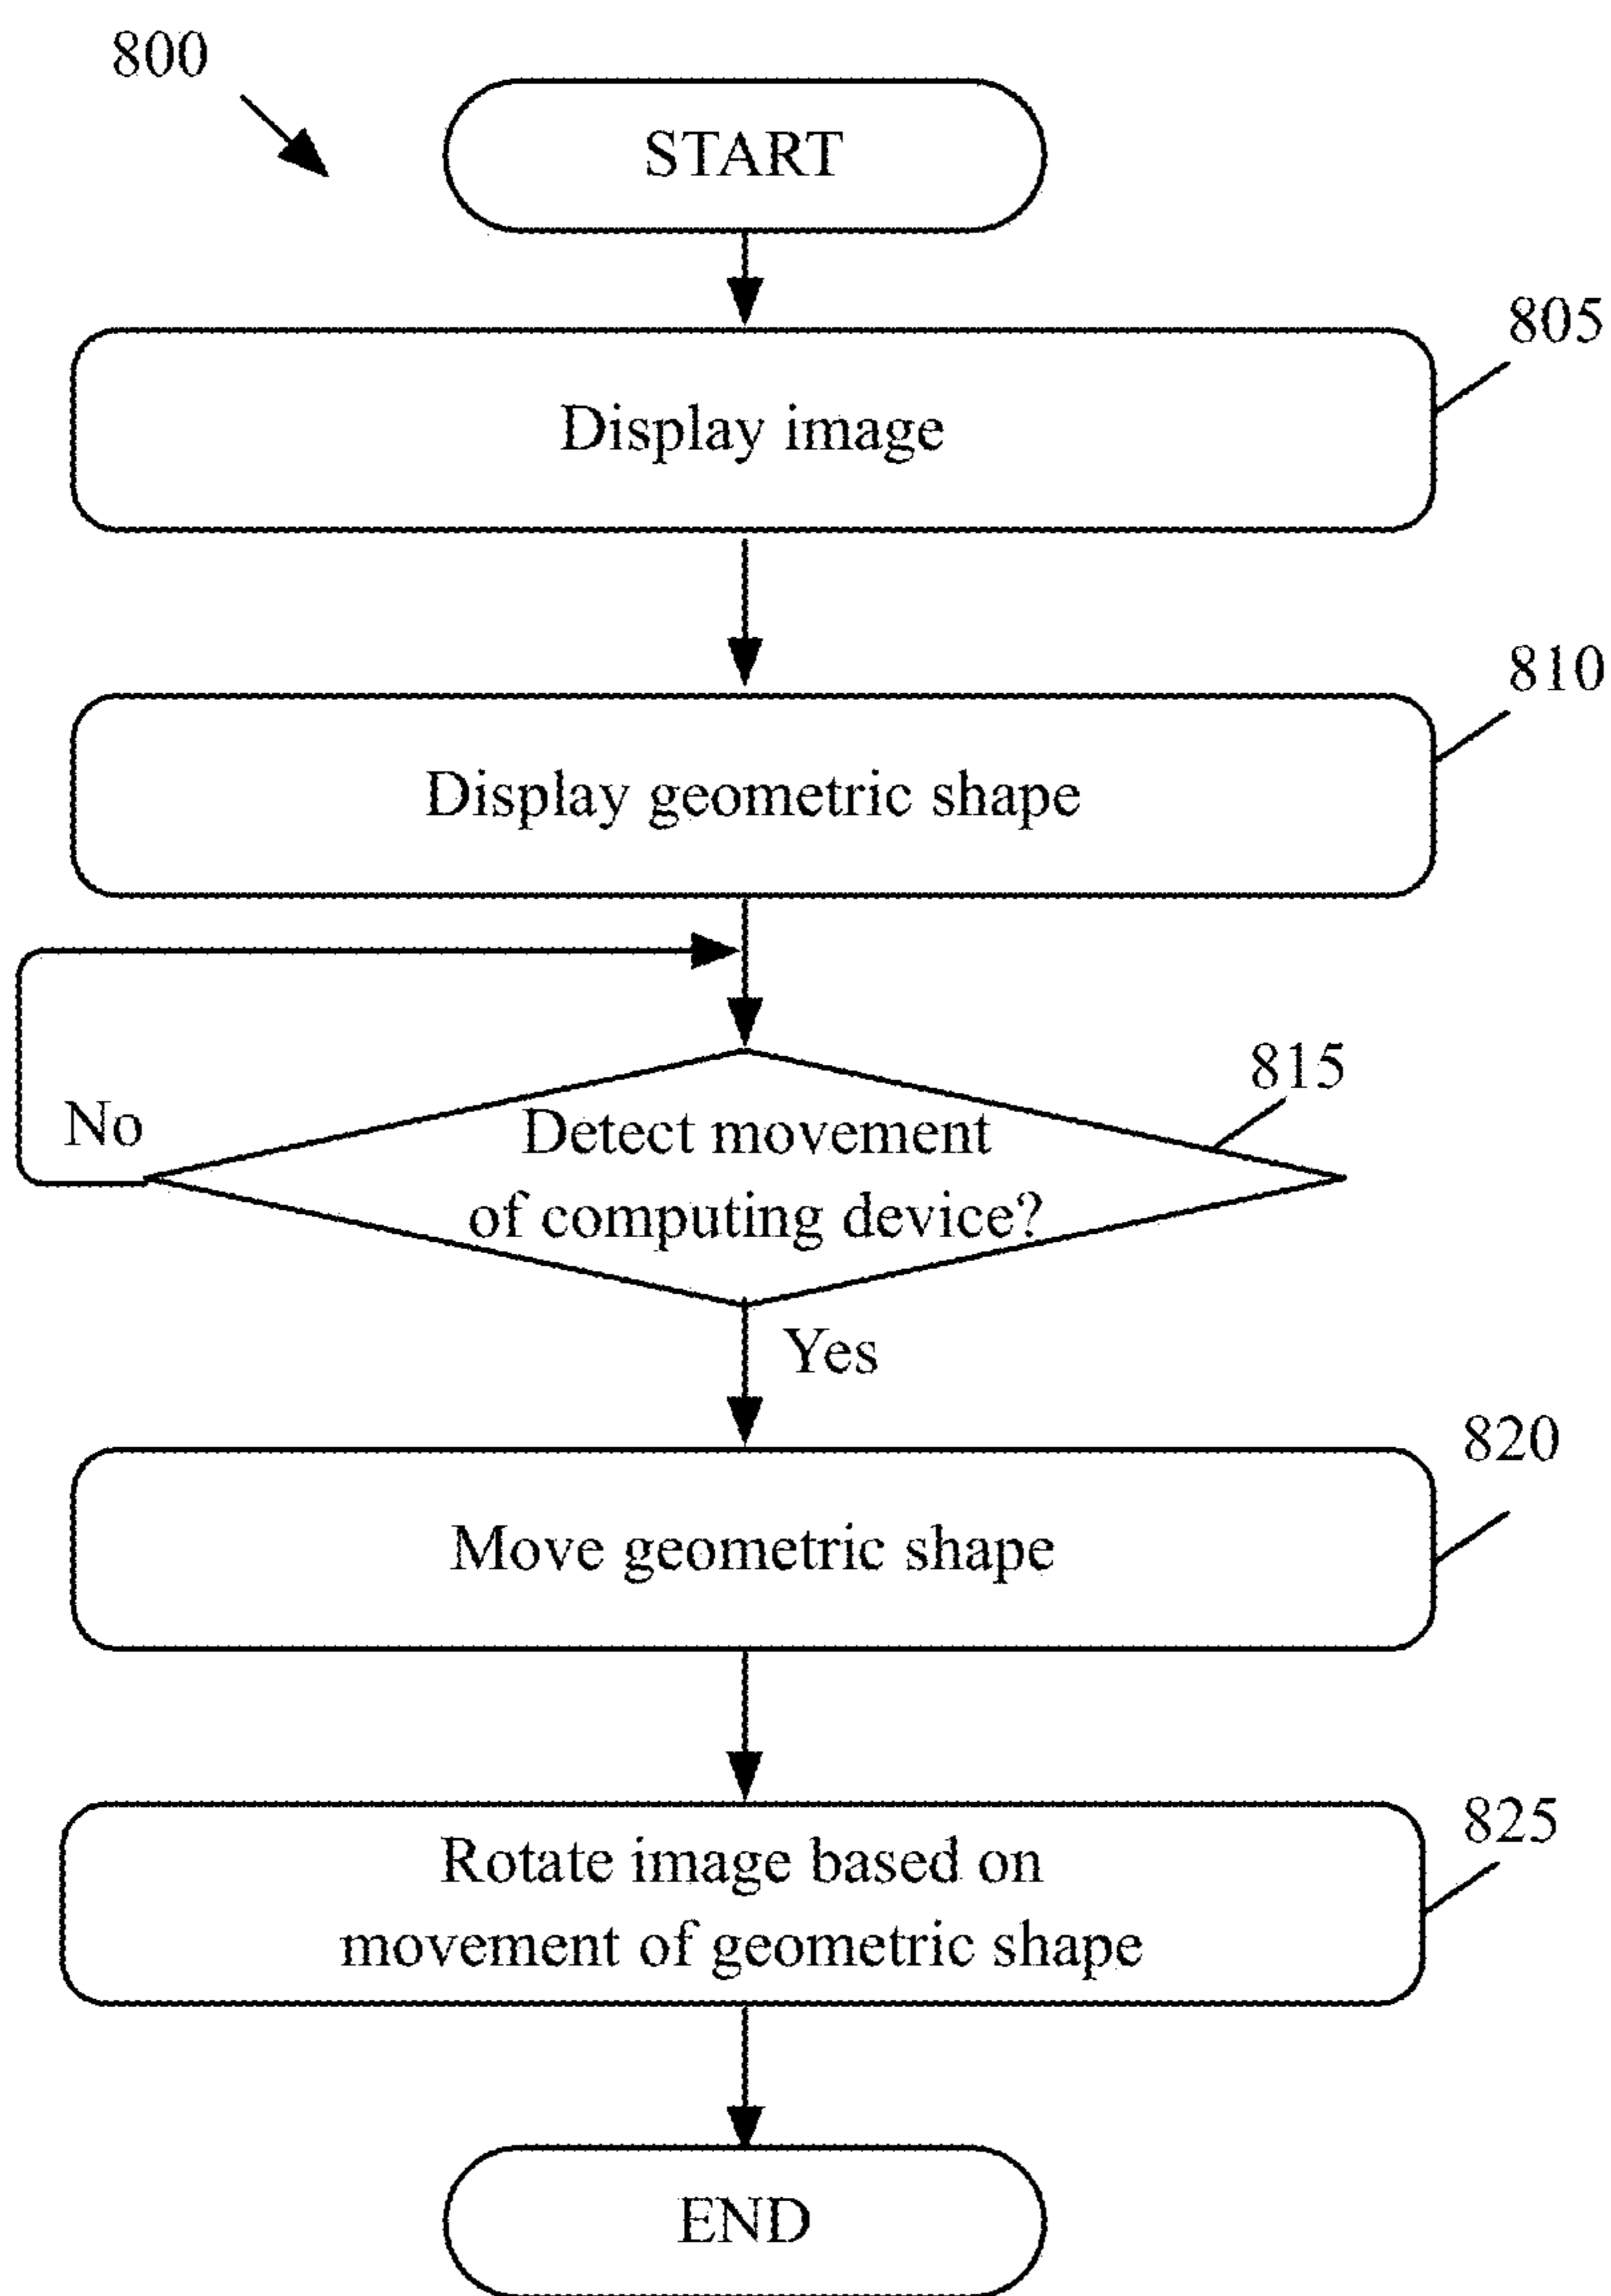 800
START
805
Display image
810
Display geometric shape
815
No
Detect movement
of computing device?
Yes
820
Move geometric shape
825
Rotate image based on
movement of geometric shape
END